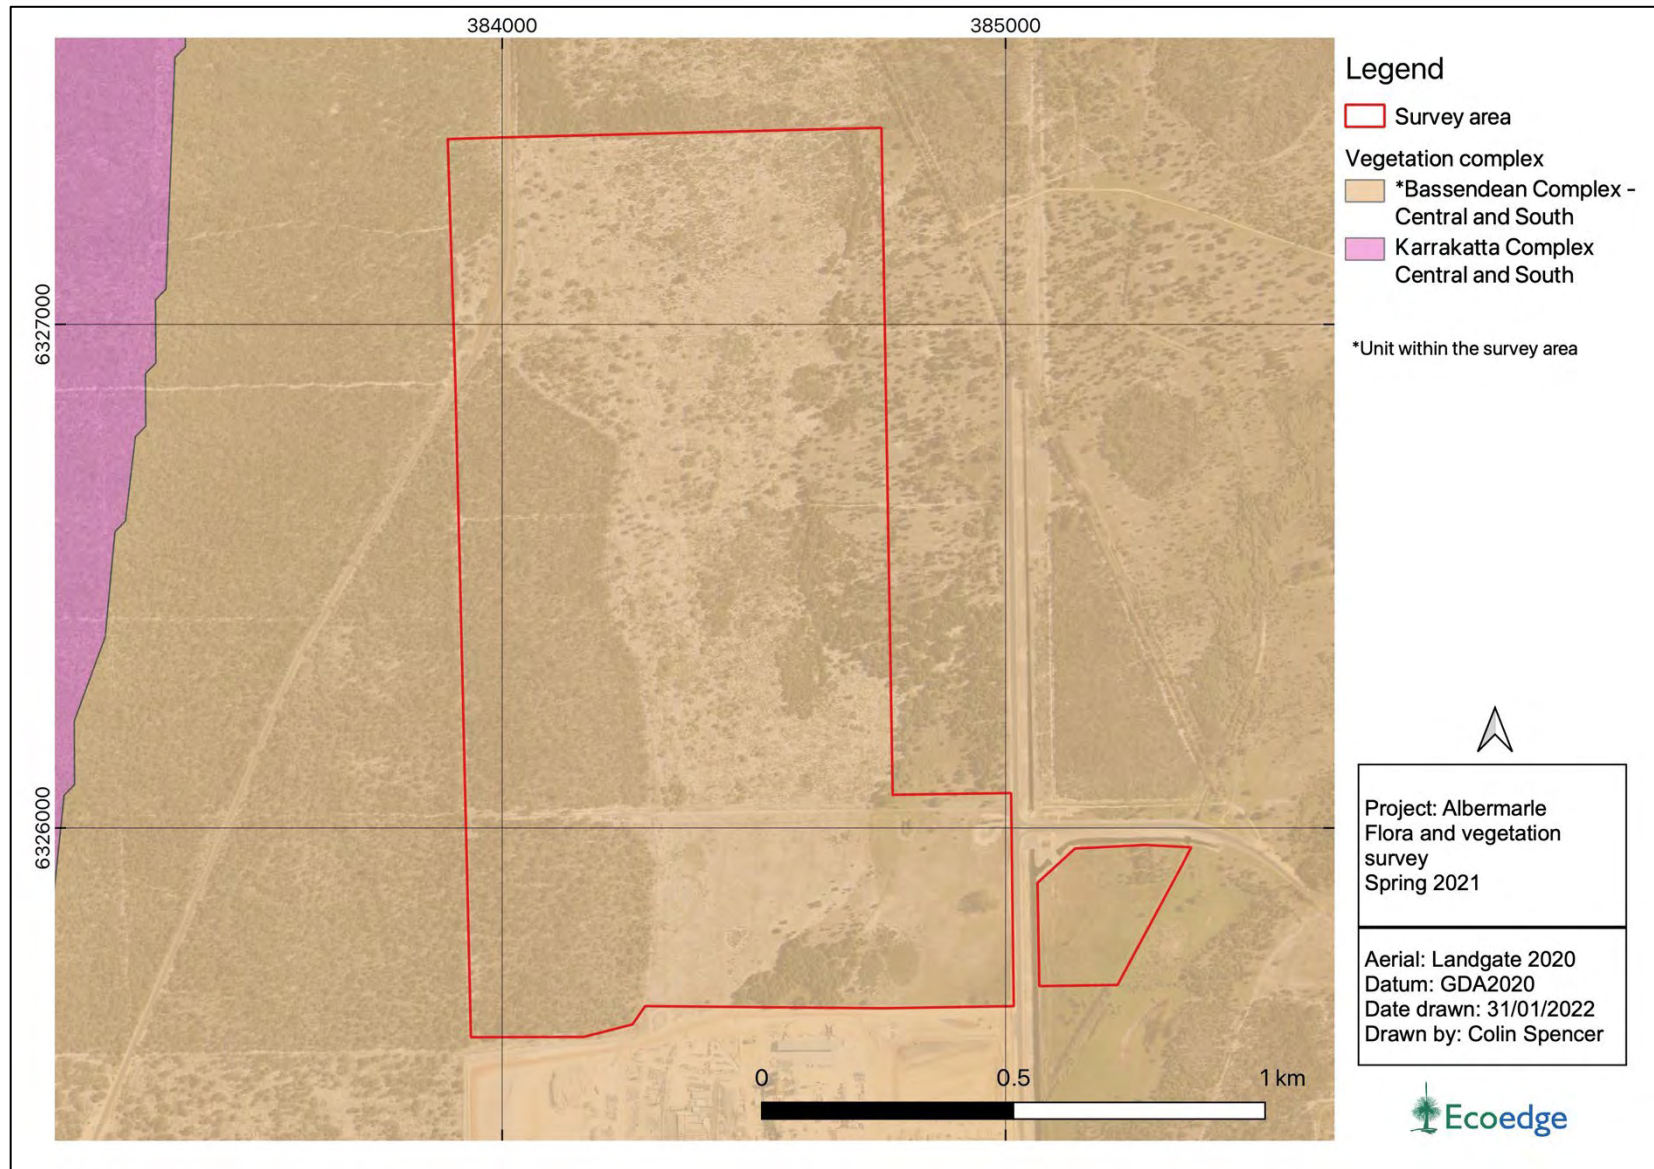 384000
385000
6327000
6326000
Legend
Survey area
Vegetation complex
*Bassendean Complex -
Central and South
Karrakatta Complex
Central and South
*Unit within the survey area
Project: Albermarle
Flora and vegetation
survey
Spring 2021
Aerial: Landgate 2020
Datum: GDA2020
Date drawn: 31/01/2022
Drawn by: Colin Spencer
0
0.5
1 km
Ecoedge